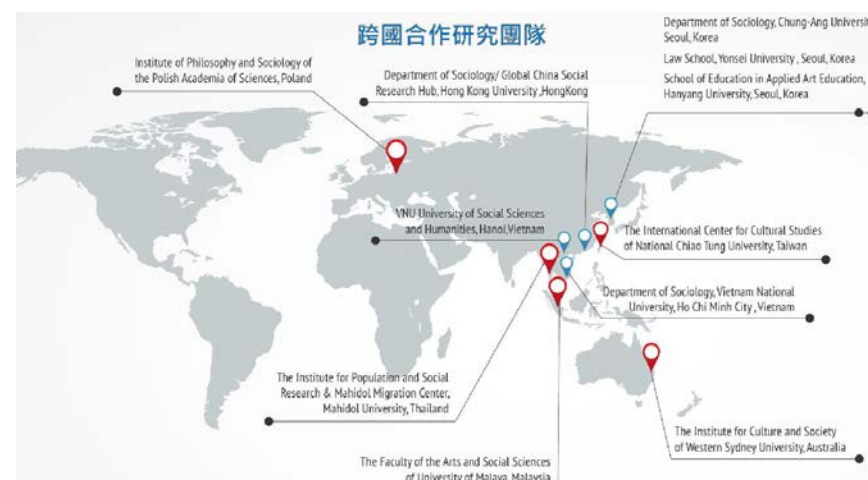 跨國合作研究團隊
Department of Sociology, Chung-Ang Universit
Seoul, Korea
Law School, Yonsei University , Seoul, Korea
School of Education in Applied Art Education,
Hanyang University, Seoul, Korea
Institute of Philosophy and Sociology of
the Polish Academia of Sciences, Poland
Department of Sociology/ Global China Social
Research Hub, Hong Kong University ,HongKong
VNU University of Social Sciences
and Humanities, Hanoi,Vietnam
The International Center for Cultural Studies
of National Chiao Tung University, Taiwan
Department of Sociology, Vietnam National
University, Ho Chi Minh City , Vietnam
The Institute for Population and Social
Research & Mahidol Migration Center,
Mahidol University, Thailand
The Institute for Culture and Society
of Western Sydney University, Australia
The Faculty of the Arts and Social Sciences
of University of Malaya, Malaysia